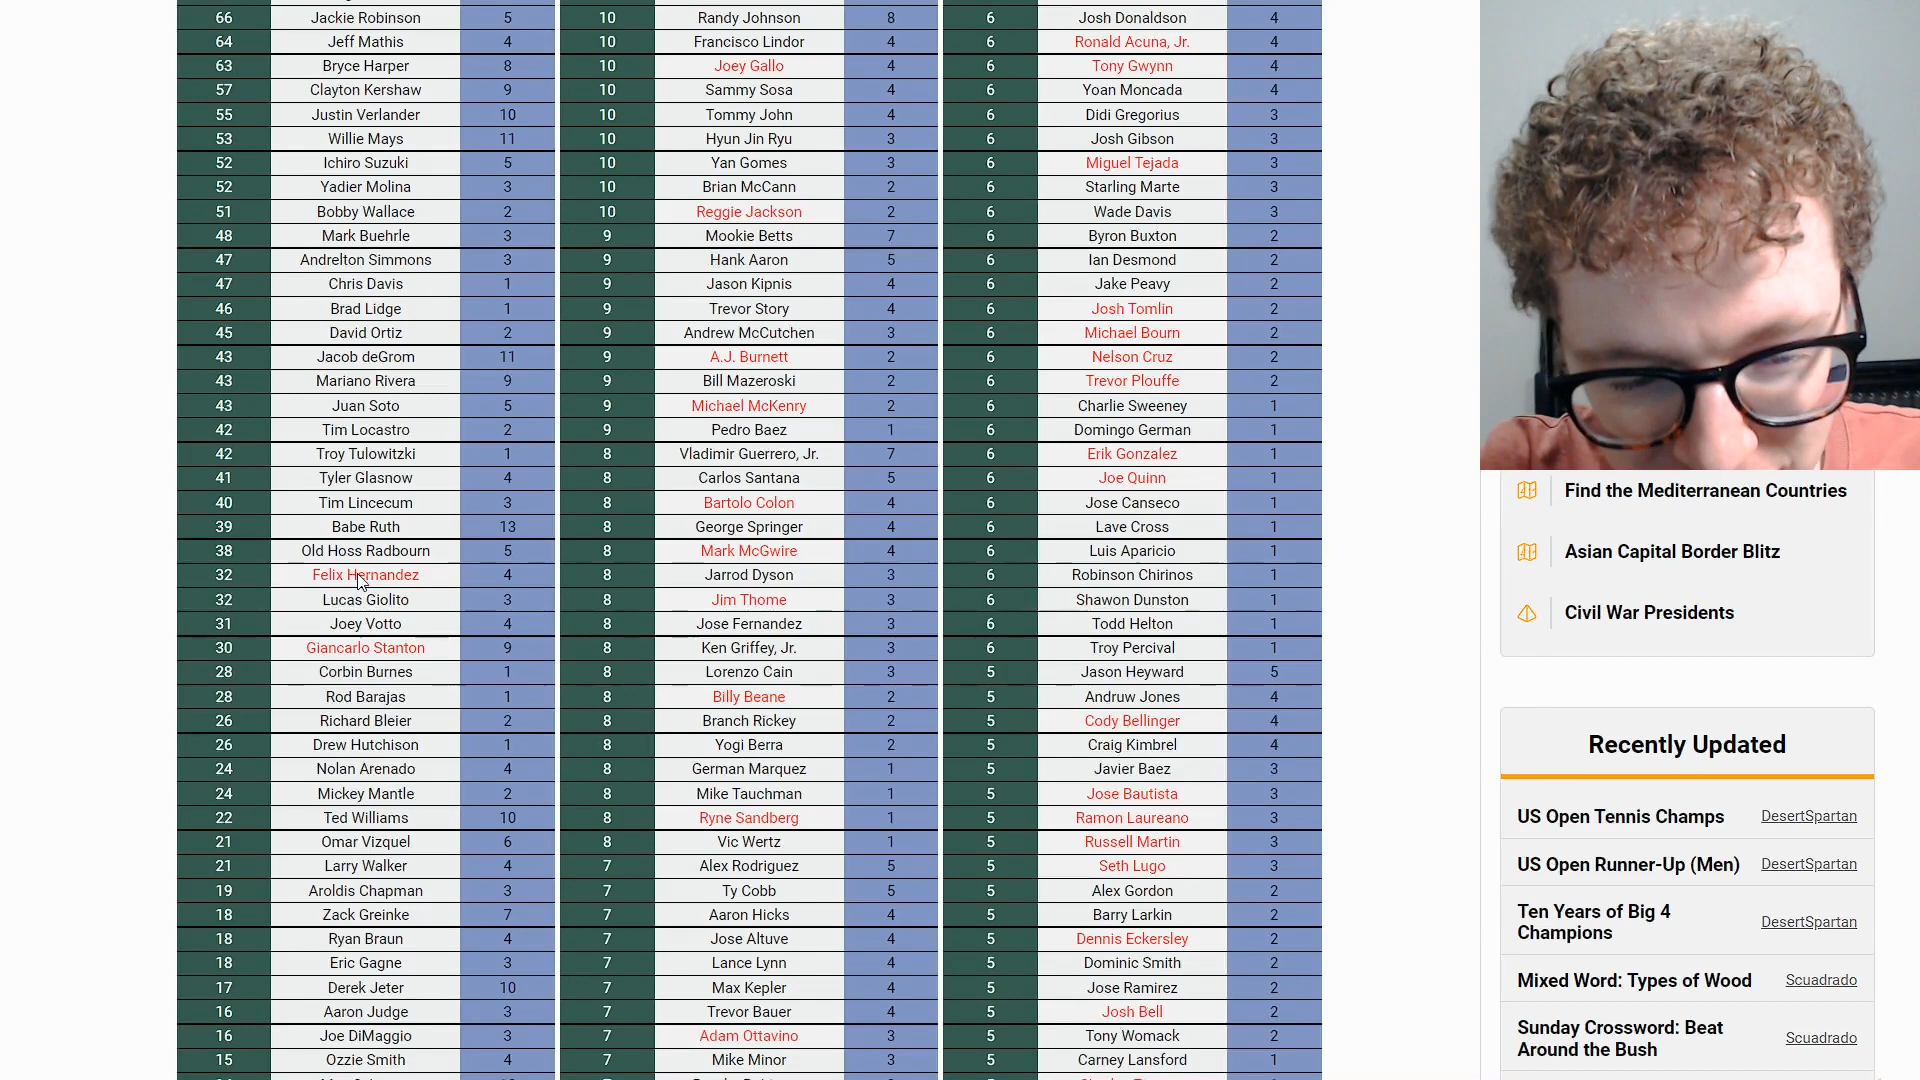 66 Jackie Robinson 5 10 Randy Johnson 8 6 Josh Donaldson 4
64 Jeff Mathis 4 10 Francisco Lindor 4 6 Ronald Acuna, Jr. 4
63 Bryce Harper 8 10 Joey Gallo 4 6 Tony Gwynn 4
57 Clayton Kershaw 9 10 Sammy Sosa 4 6 Yoan Moncada 4
55 Justin Verlander 10 10 Tommy John 4 6 Didi Gregorius 3
53 Willie Mays 11 10 Hyun Jin Ryu 3 6 Josh Gibson 3
52 Ichiro Suzuki 5 10 Yan Gomes 3 6 Miguel Tejada 3
52 Yadier Molina 3 10 Brian McCann 2 6 Starling Marte 3
51 Bobby Wallace 2 10 Reggie Jackson 2 6 Wade Davis 3
48 Mark Buehrle 3 9 Mookie Betts 7 6 Byron Buxton 2
47 Andrelton Simmons 3 9 Hank Aaron 5 6 Ian Desmond 2
47 Chris Davis 1 9 Jason Kipnis 4 6 Jake Peavy 2
46 Brad Lidge 1 9 Trevor Story 4 6 Josh Tomlin 2
45 David Ortiz 2 9 Andrew McCutchen 3 6 Michael Bourn 2
43 Jacob deGrom 11 9 A.J. Burnett 2 6 Nelson Cruz 2
43 Mariano Rivera 9 9 Bill Mazeroski 2 6 Trevor Plouffe 2
43 Juan Soto 5 9 Michael McKenry 2 6 Charlie Sweeney 1
42 Tim Locastro 2 9 Pedro Baez 1 6 Domingo German 1
42 Troy Tulowitzki 1 8 Vladimir Guerrero, Jr. 7 6 Erik Gonzalez 1
41 Tyler Glasnow 4 8 Carlos Santana 5 6 Joe Quinn 1
40 Tim Lincecum 3 8 Bartolo Colon 4 6 Jose Canseco 1
39 Babe Ruth 13 8 George Springer 4 6 Lave Cross 1
38 Old Hoss Radbourn 5 8 Mark McGwire 4 6 Luis Aparicio 1
32 Felix Hernandez 4 8 Jarrod Dyson 3 6 Robinson Chirinos 1
32 Lucas Giolito 3 8 Jim Thome 3 6 Shawon Dunston 1
31 Joey Votto 4 8 Jose Fernandez 3 6 Todd Helton 1
30 Giancarlo Stanton 9 8 Ken Griffey, Jr. 3 6 Troy Percival 1
28 Corbin Burnes 1 8 Lorenzo Cain 3 5 Jason Heyward 5
28 Rod Barajas 1 8 Billy Beane 2 5 Andruw Jones 4
26 Richard Bleier 2 8 Branch Rickey 2 5 Cody Bellinger 4
26 Drew Hutchison 1 8 Yogi Berra 2 5 Craig Kimbrel 4
24 Nolan Arenado 4 8 German Marquez 1 5 Javier Baez 3
24 Mickey Mantle 2 8 Mike Tauchman 1 5 Jose Bautista 3
22 Ted Williams 10 8 Ryne Sandberg 1 5 Ramon Laureano 3
21 Omar Vizquel 6 8 Vic Wertz 1 5 Russell Martin 3
21 Larry Walker 4 7 Alex Rodriguez 5 5 Seth Lugo 3
19 Aroldis Chapman 3 7 Ty Cobb 5 5 Alex Gordon 2
18 Zack Greinke 7 7 Aaron Hicks 4 5 Barry Larkin 2
18 Ryan Braun 4 7 Jose Altuve 4 5 Dennis Eckersley 2
18 Eric Gagne 3 7 Lance Lynn 4 5 Dominic Smith 2
17 Derek Jeter 10 7 Max Kepler 4 5 Jose Ramirez 2
16 Aaron Judge 3 7 Trevor Bauer 4 5 Josh Bell 2
16 Joe DiMaggio 3 7 Adam Ottavino 3 5 Tony Womack 2
15 Ozzie Smith 4 7 Mike Minor 3 5 Carney Lansford 1
Find the Mediterranean Countries
Asian Capital Border Blitz
Civil War Presidents
Recently Updated
US Open Tennis Champs DesertSpartan
US Open Runner-Up (Men) DesertSpartan
Ten Years of Big 4
Champions DesertSpartan
Mixed Word: Types of Wood Scuadrado
Sunday Crossword: Beat
Around the Bush Scuadrado